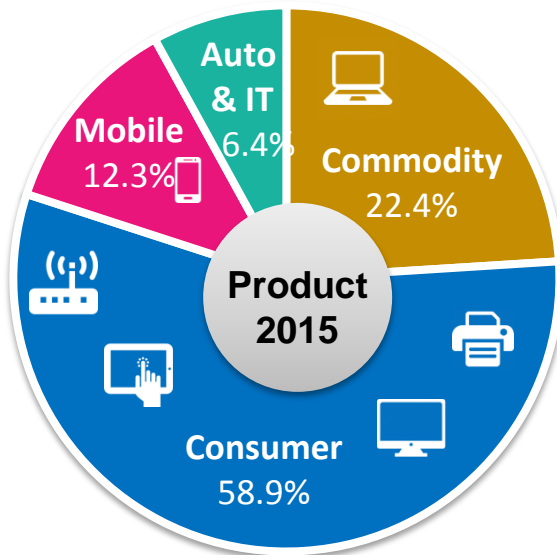 Auto
& IT
6.4%
Mobile
12.3%
Commodity
22.4%
Product
2015
Consumer
58.9%